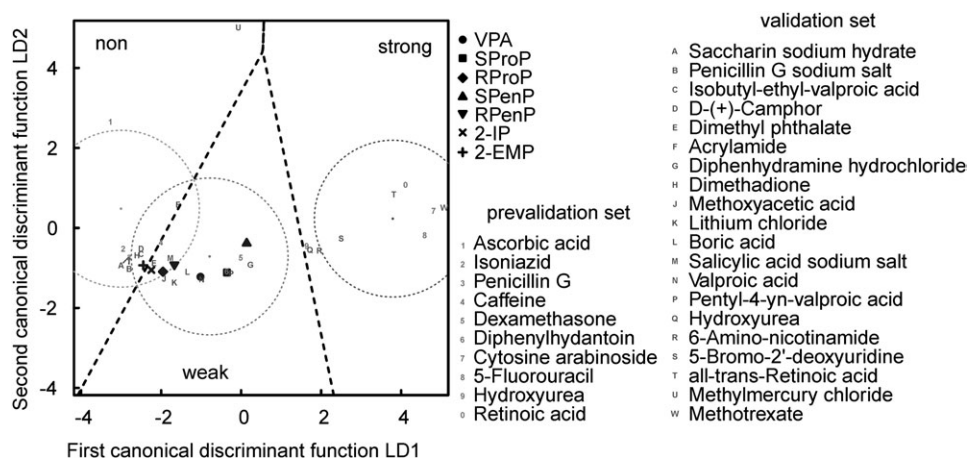 non
strong
weak
4
2
0
-2
-4
-4
-2
0
2
4
Second canonical discriminant function LD2
First canonical discriminant function LD1
VPA
SProP
RProP
SPenP
RPenP
2-IP
2-EMP
prevalidation set
1 Ascorbic acid
2 Isoniazid
3 Penicillin G
4 Caffeine
5 Dexamethasone
6 Diphenylhydantoin
7 Cytosine arabinoside
8 5-Fluorouracil
9 Hydroxyurea
0 Retinoic acid
validation set
A Saccharin sodium hydrate
B Penicillin G sodium salt
C Isobutyl-ethyl-valproic acid
D D-(+)-Camphor
E Dimethyl phthalate
F Acrylamide
G Diphenhydramine hydrochloride
H Dimethadione
J Methoxyacetic acid
K Lithium chloride
L Boric acid
M Salicylic acid sodium salt
N Valproic acid
P Pentyl-4-yn-valproic acid
Q Hydroxyurea
R 6-Amino-nicotinamide
S 5-Bromo-2'-deoxyuridine
T all-trans-Retinoic acid
U Methylmercury chloride
W Methotrexate